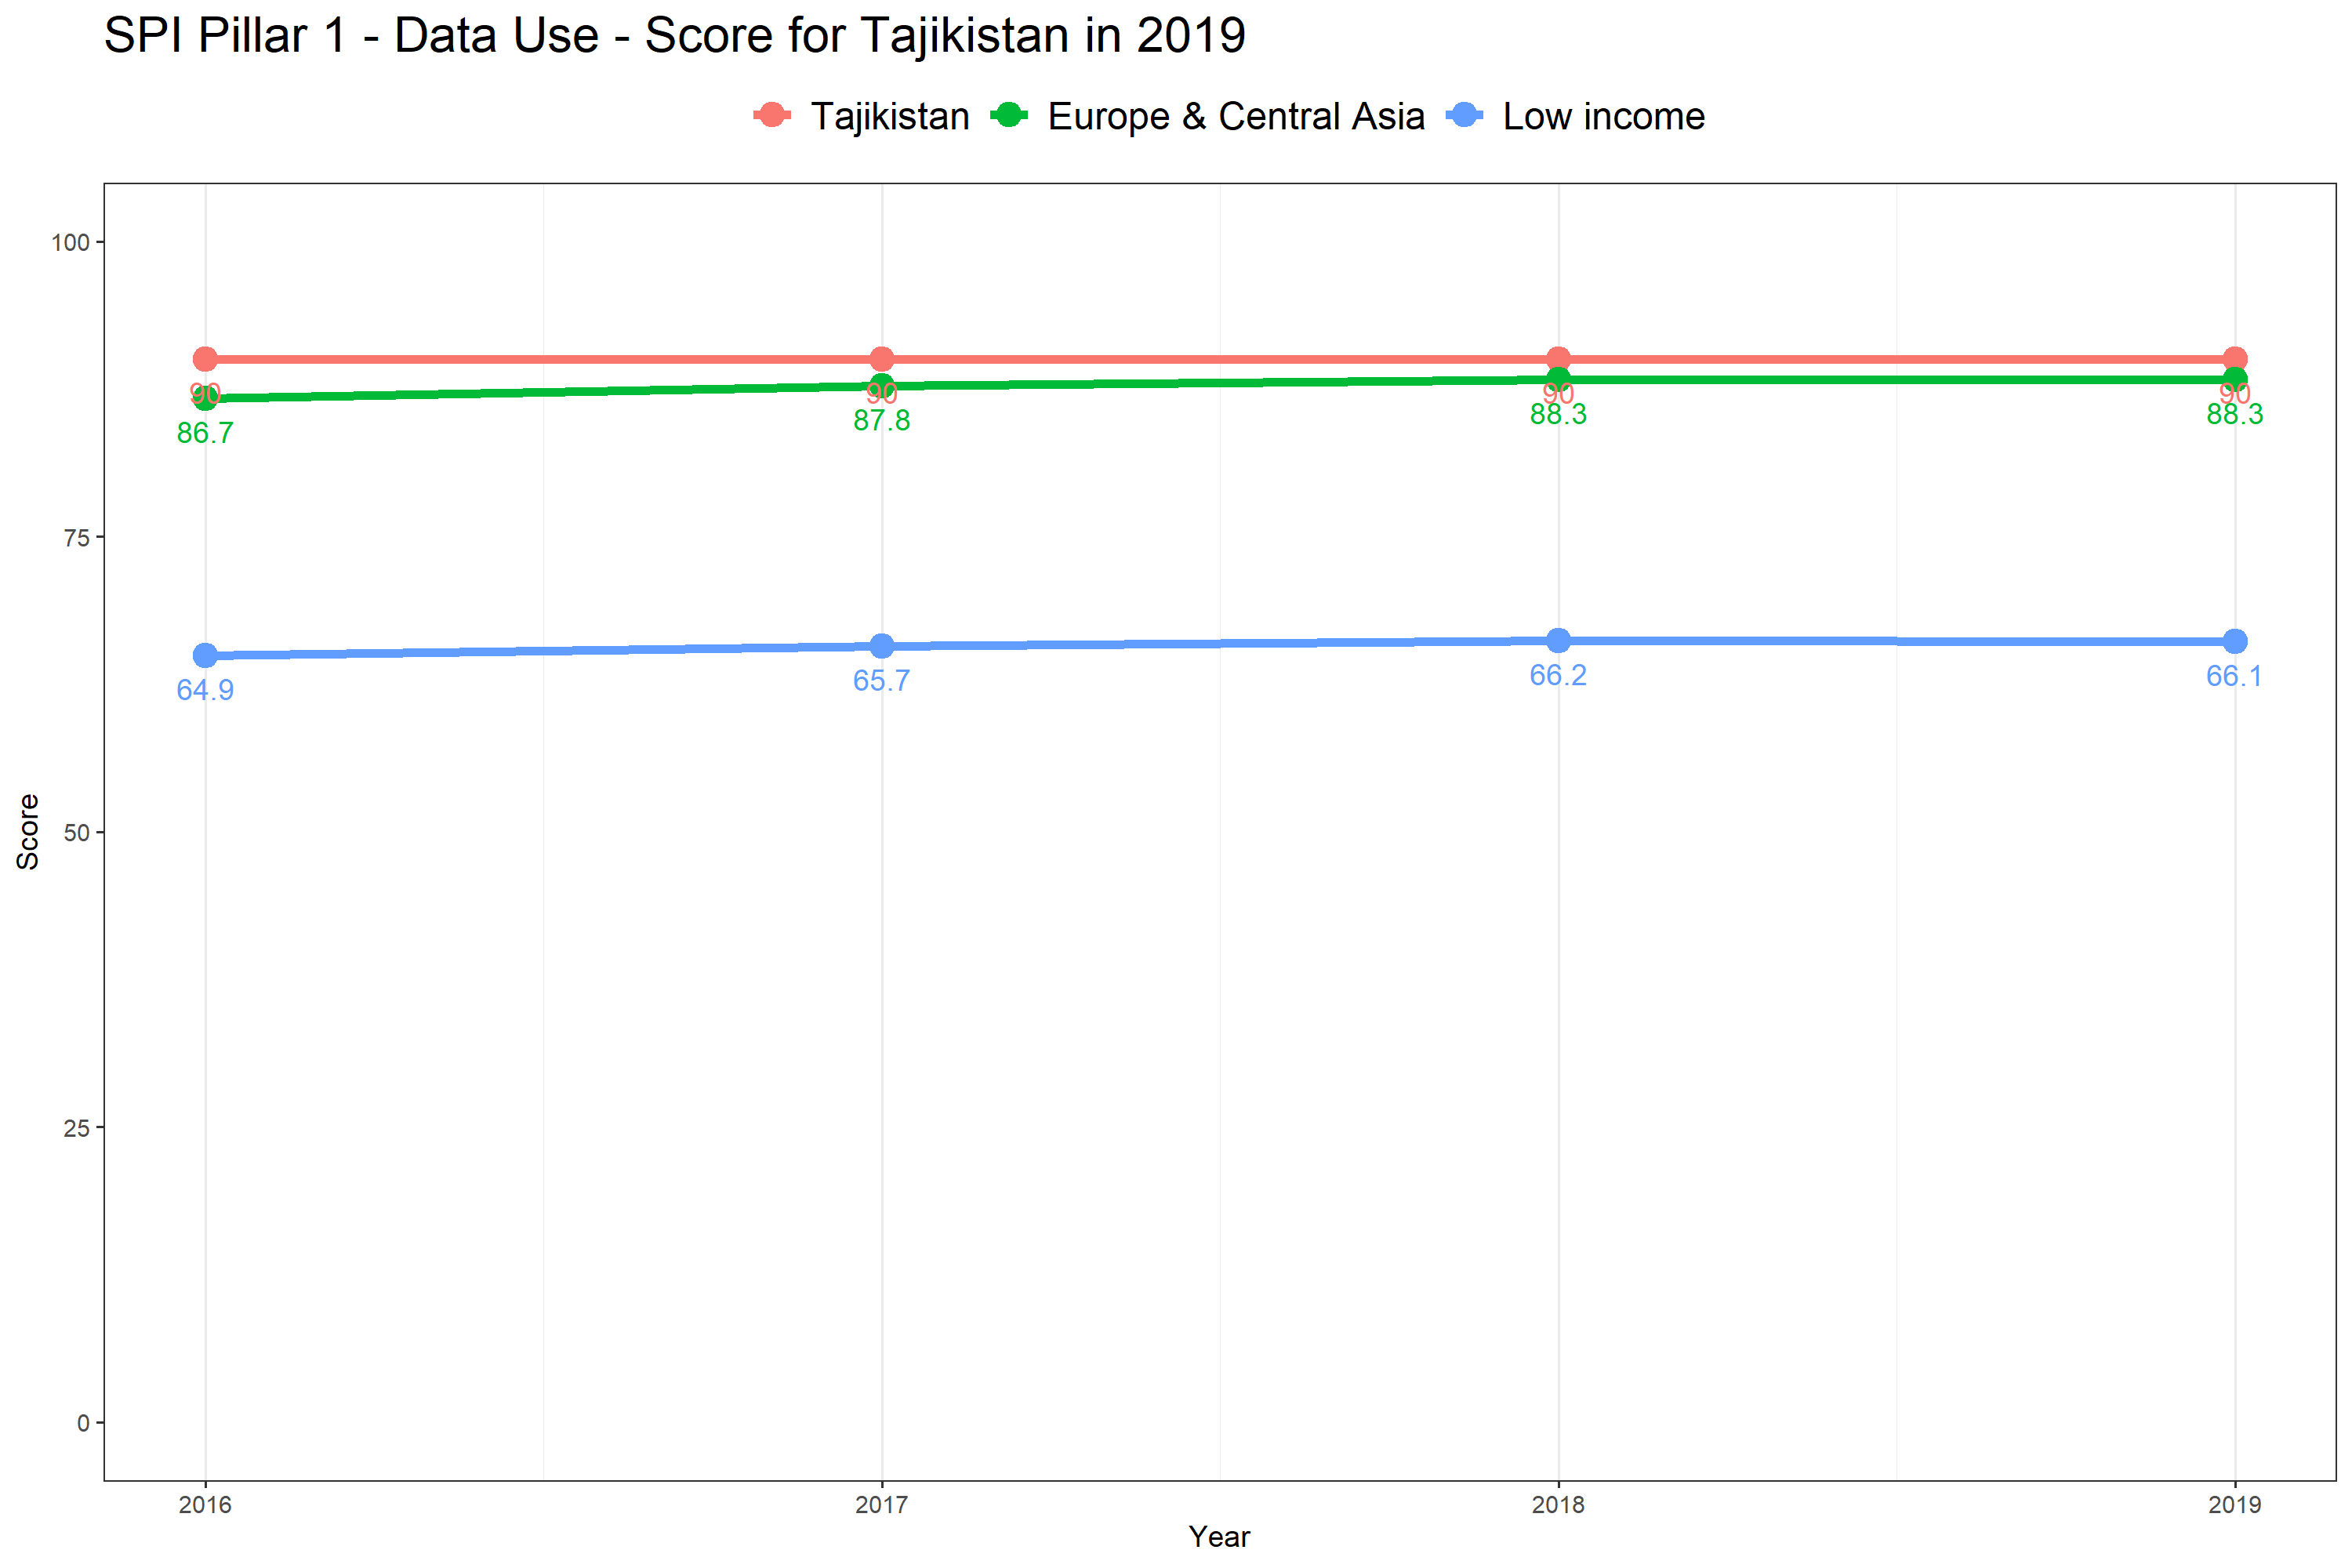 SPI Pillar 1 - Data Use - Score for Tajikistan in 2019
Tajikistan Europe & Central Asia Low income
100
75
50
25
0
Score
90 90 90 90
86.7 87.8 88.3 88.3
64.9 65.7 66.2 66.1
2016 2017 2018 2019
Year